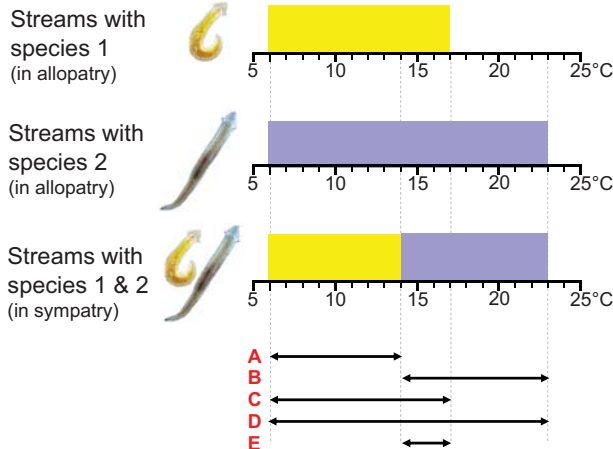 Streams with
species 1
(in allopatry)
5 10 15 20 25°C
Streams with
species 2
(in allopatry)
5 10 15 20 25°C
Streams with
species 1 & 2
(in sympatry)
5 10 15 20 25°C
A
B
C
D
E